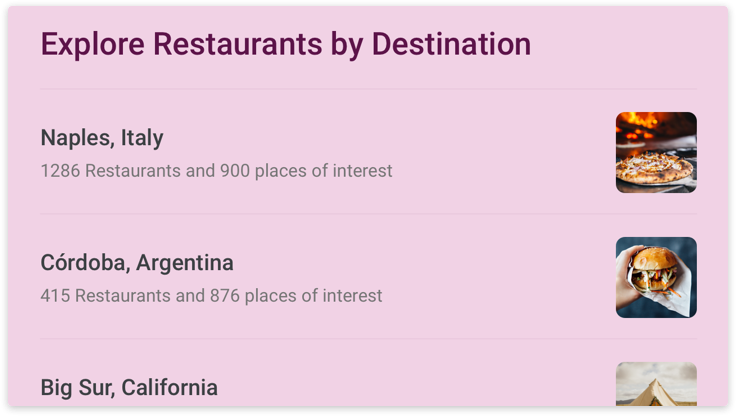 Explore Restaurants by Destination
Naples, Italy
1286 Restaurants and 900 places of interest
Córdoba, Argentina
415 Restaurants and 876 places of interest
Big Sur, California